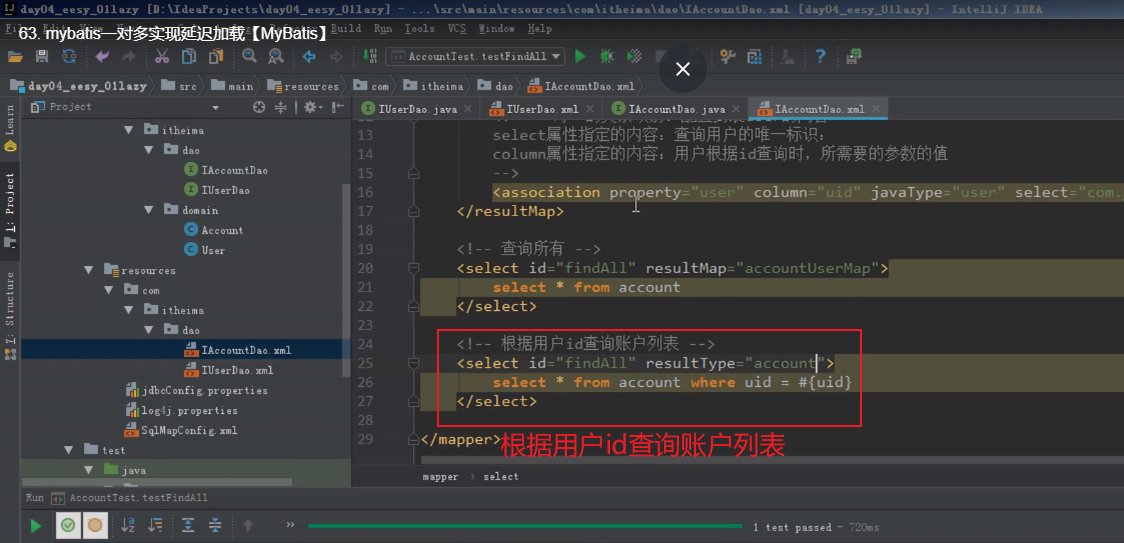 day04_eesy_01lazy [D:\IdeaProjects\day04_eesy_01lazy] - ...\src\main\resources\com\itheima\dao\IAccountDao.xml [day04_eesy_01lazy] - IntelliJ IDEA
63. mybatis一对多实现延迟加载【MyBatis】
Build Run Tools VCS Window Help
AccountTest.testFindAll
day04_eesy_01lazy src main resources com itheima dao IAccountDao.xml
Project
IUserDao.java IUserDao.xml IAccountDao.java IAccountDao.xml
Learn
1: Project
7: Structure
itheima
dao
IAccountDao
IUserDao
domain
Account
User
resources
com
itheima
dao
IAccountDao.xml
IUserDao.xml
jdbcConfig.properties
log4j.properties
SqlMapConfig.xml
test
java
13 select属性指定的内容：查询用户的唯一标识：
14 column属性指定的内容：用户根据id查询时，所需要的参数的值
15 -->
16 <association property="user" column="uid" javaType="user" select="com.
17 </resultMap>
18
19 <!-- 查询所有 -->
20 <select id="findAll" resultMap="accountUserMap">
21 select * from account
22 </select>
23
24 <!-- 根据用户id查询账户列表 -->
25 <select id="findAll" resultType="account">
26 select * from account where uid = #{uid}
27 </select>
28
29 </mapper>
根据用户id查询账户列表
mapper › select
Run AccountTest.testFindAll
» 1 test passed - 720ms